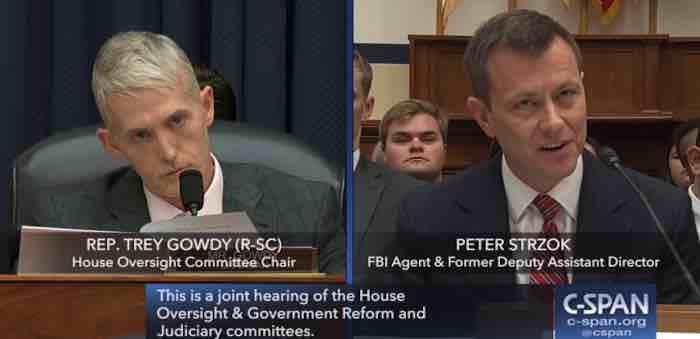 REP. TREY GOWDY (R-SC)
House Oversight Committee Chair
PETER STRZOK
FBI Agent & Former Deputy Assistant Director
This is a joint hearing of the House
Oversight & Government Reform and
Judiciary committees.
C-SPAN
c-span.org
@cspan